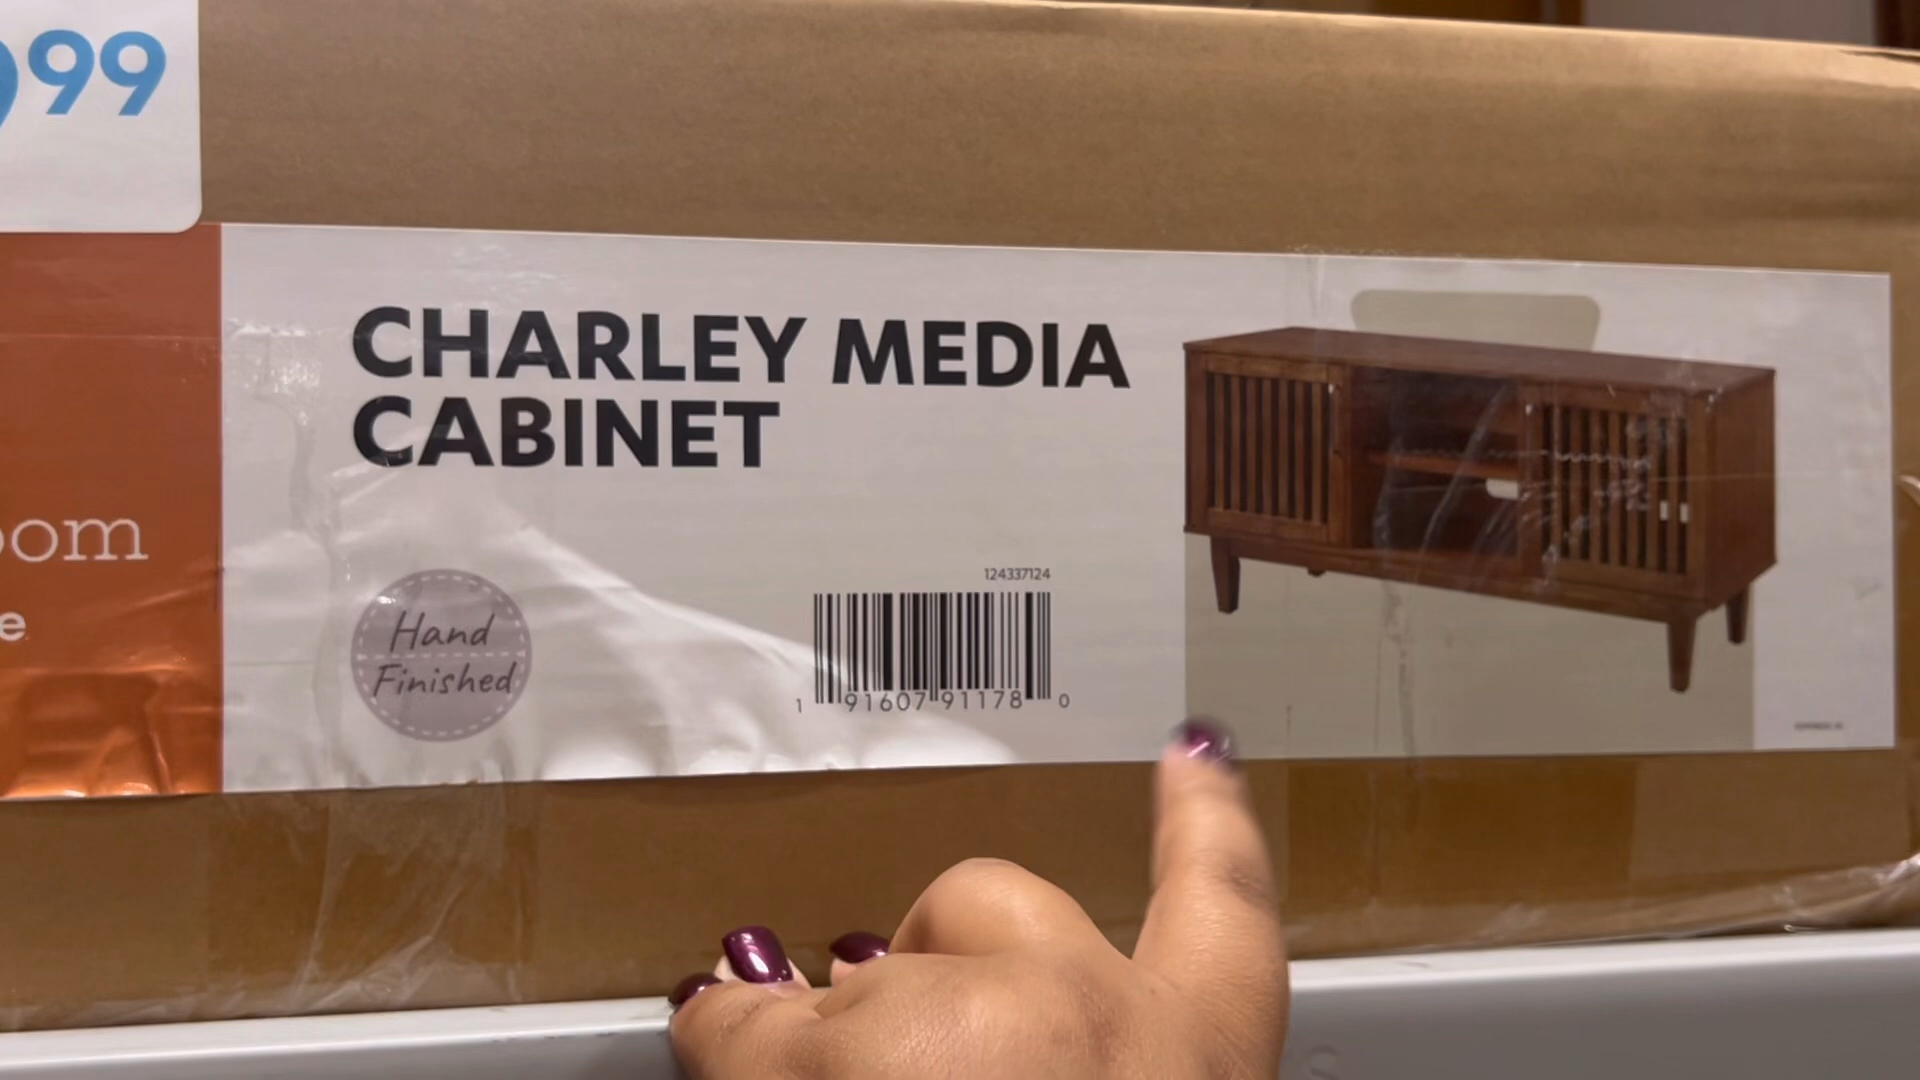 99
CHARLEY MEDIA
CABINET
oom
e
Hand
Finished
124337124
1 91607 91178 0